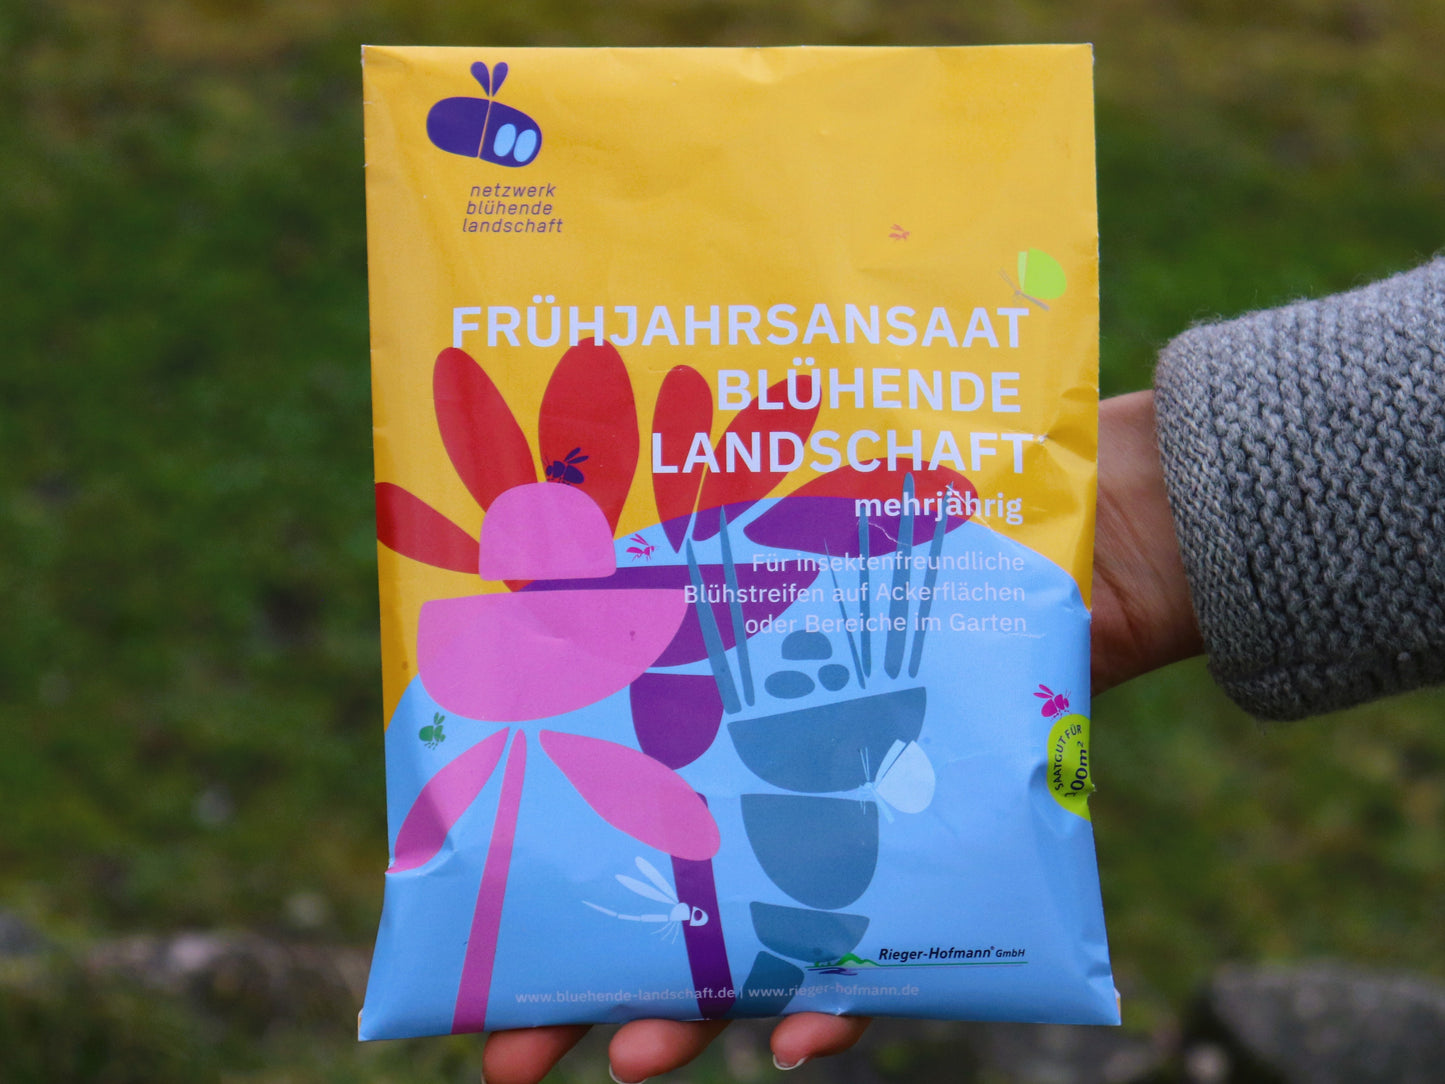 netzwerk
blühende
landschaft
FRÜHJAHRSANSAAT
BLÜHENDE
LANDSCHAFT
mehrjährig
Für insektenfreundliche
Blühstreifen auf Ackerflächen
oder Bereiche im Garten
SAATGUT FÜR
100m²
Rieger-Hofmann® GmbH
www.bluehende-landschaft.de | www.rieger-hofmann.de